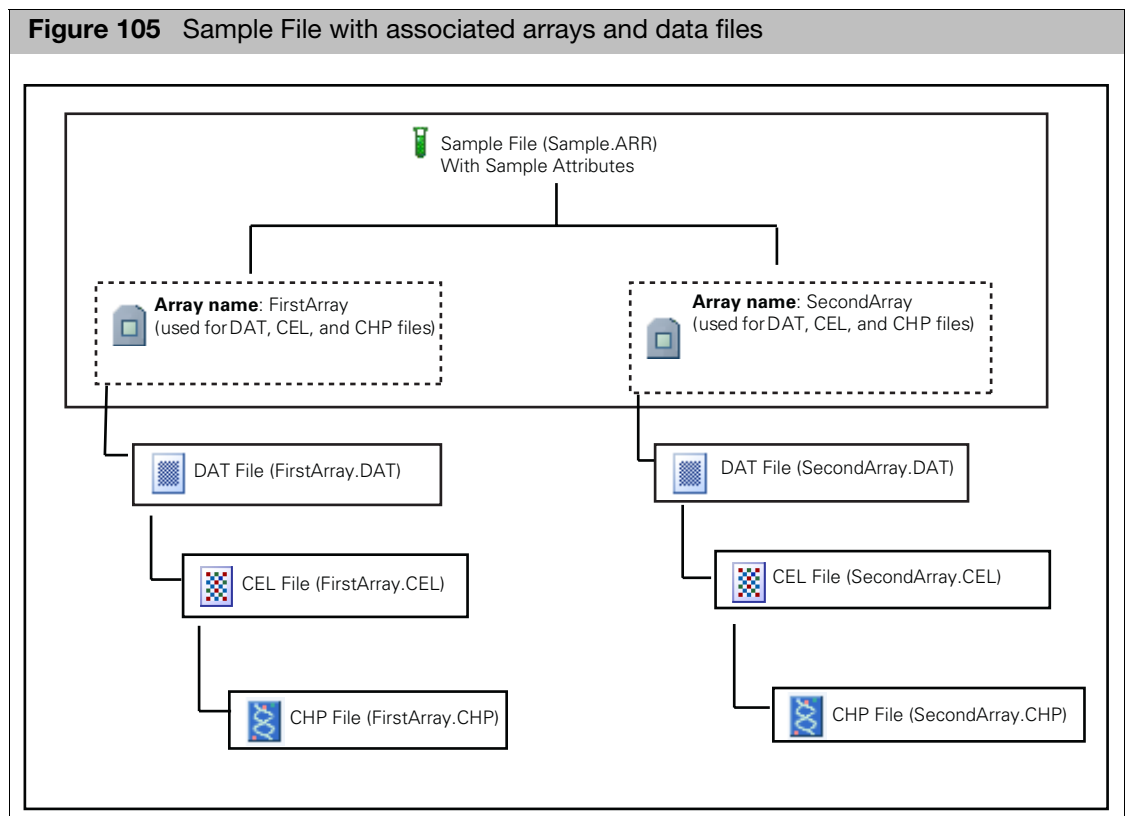 Figure 105 Sample File with associated arrays and data files
Sample File (Sample.ARR)
With Sample Attributes
Array name: FirstArray
(used for DAT, CEL, and CHP files)
Array name: SecondArray
(used for DAT, CEL, and CHP files)
DAT File (FirstArray.DAT)
DAT File (SecondArray.DAT)
CEL File (FirstArray.CEL)
CEL File (SecondArray.CEL)
CHP File (FirstArray.CHP)
CHP File (SecondArray.CHP)